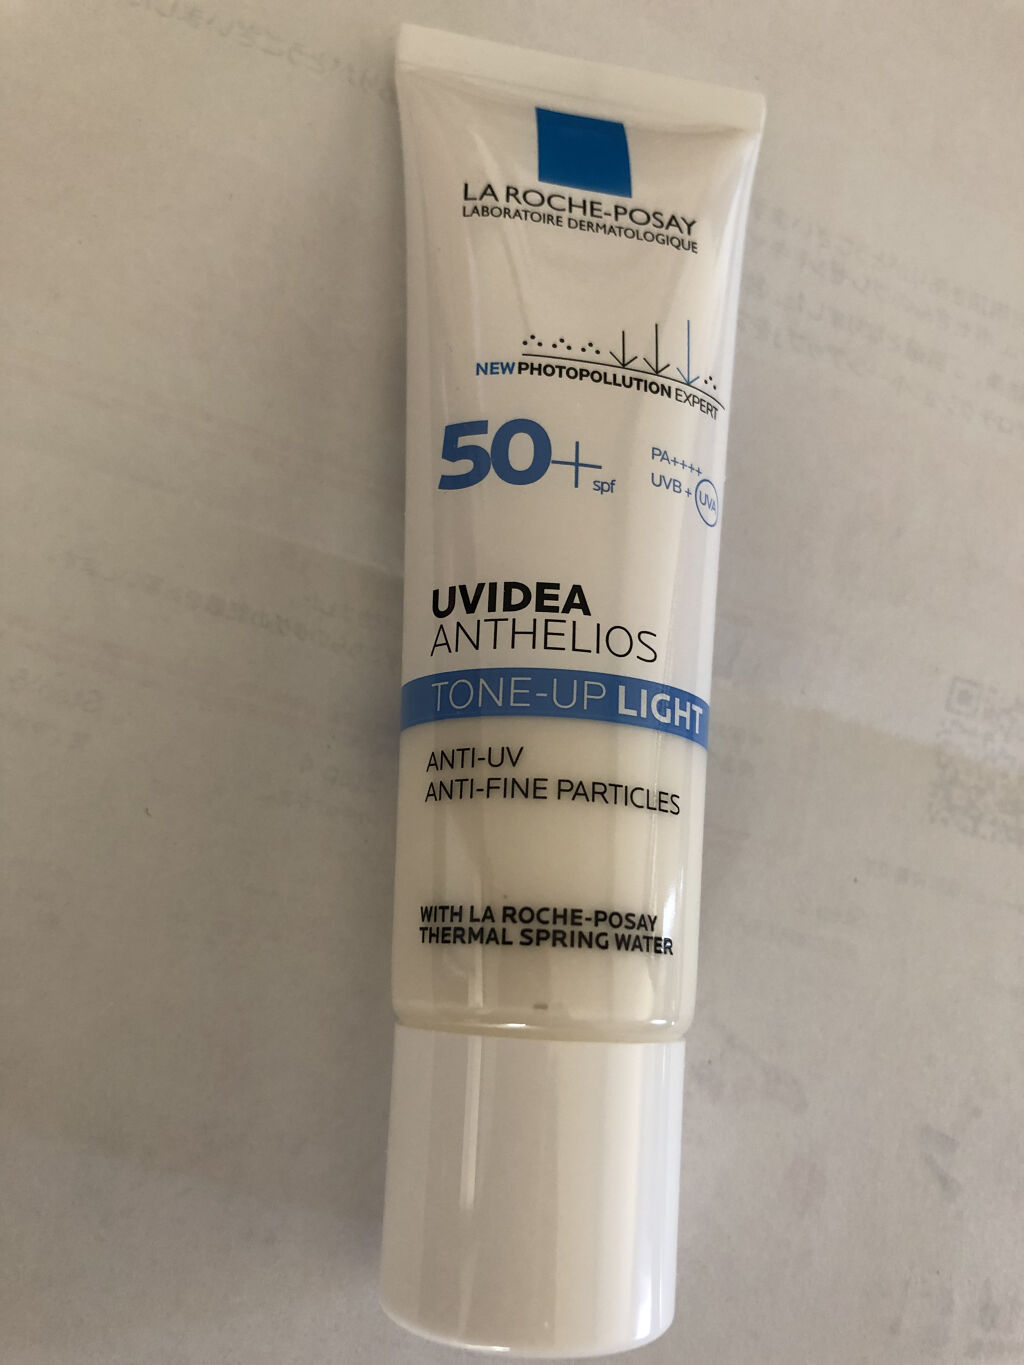 LA ROCHE-POSAY
LABORATOIRE DERMATOLOGIQUE
NEW PHOTOPOLLUTION EXPERT
50+ spf
PA++++
UVB + UVA
UVIDEA
ANTHELIOS
TONE-UP LIGHT
ANTI-UV
ANTI-FINE PARTICLES
WITH LA ROCHE-POSAY
THERMAL SPRING WATER